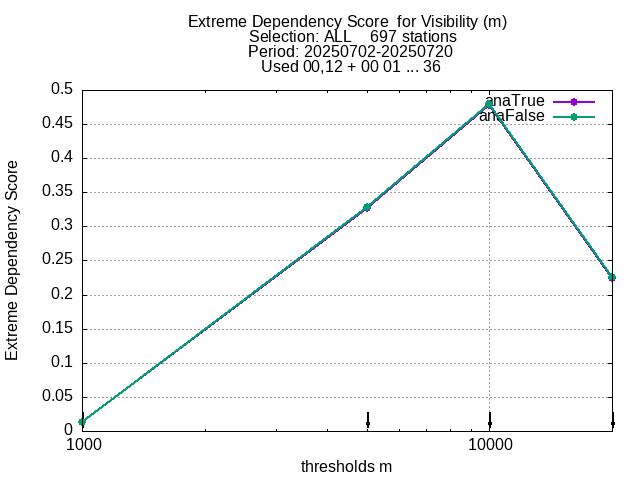 Extreme Dependency Score for Visibility (m)
Selection: ALL 697 stations
Period: 20250702-20250720
Used 00,12 + 00 01 ... 36
0.5
0.45
0.4
0.35
0.3
0.25
0.2
0.15
0.1
0.05
0
Extreme Dependency Score
anaTrue
anaFalse
1000 10000
thresholds m